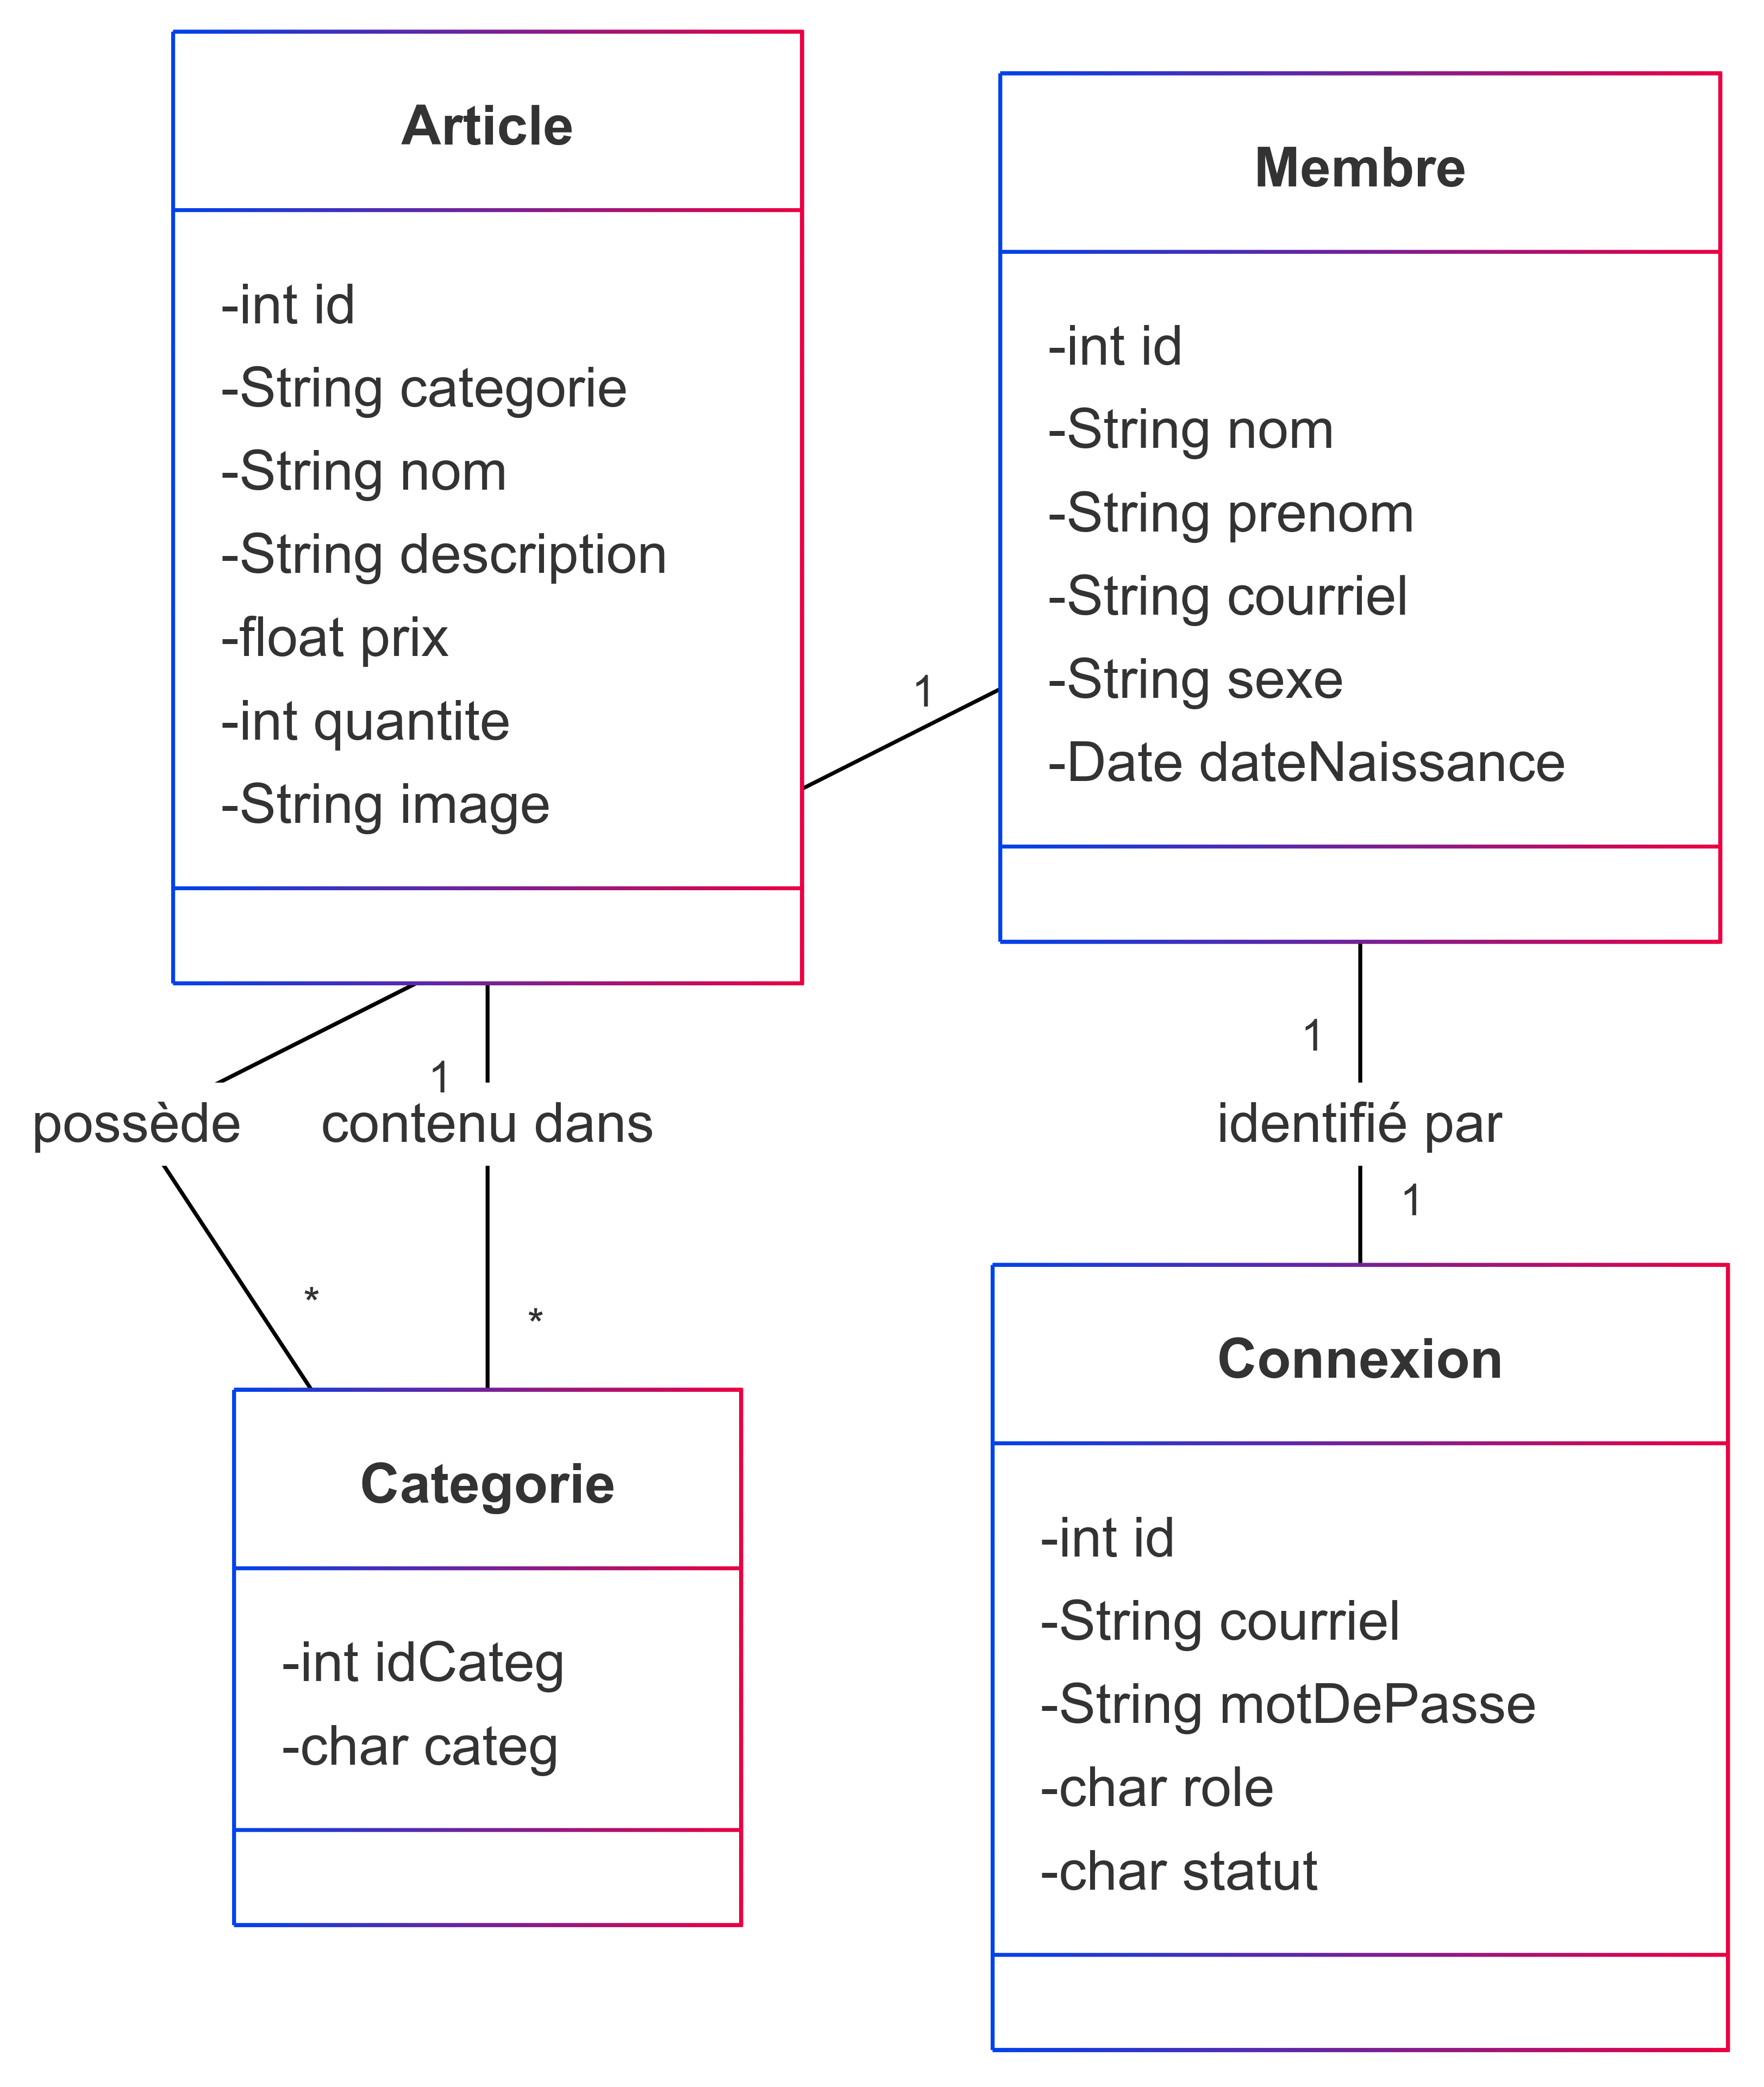 Article
-int id
-String categorie
-String nom
-String description
-float prix
-int quantite
-String image
Membre
-int id
-String nom
-String prenom
-String courriel
-String sexe
-Date dateNaissance
1
possède
*
1
contenu dans
*
1
identifié par
1
Categorie
-int idCateg
-char categ
Connexion
-int id
-String courriel
-String motDePasse
-char role
-char statut